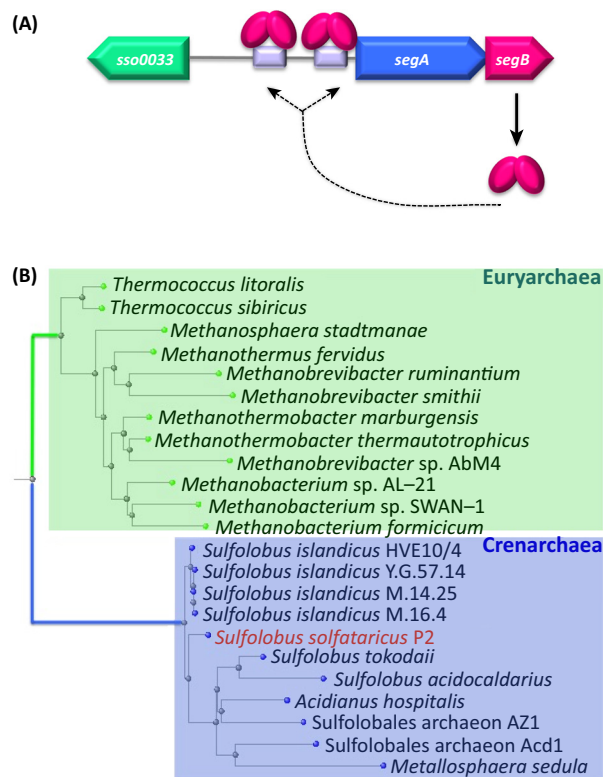 (A)
sso0033
segA
segB
(B)
Euryarchaea
Thermococcus litoralis
Thermococcus sibiricus
Methanosphaera stadtmanae
Methanothermus fervidus
Methanobrevibacter ruminantium
Methanobrevibacter smithii
Methanothermobacter marburgensis
Methanothermobacter thermautotrophicus
Methanobrevibacter sp. AbM4
Methanobacterium sp. AL–21
Methanobacterium sp. SWAN–1
Methanobacterium formicicum
Crenarchaea
Sulfolobus islandicus HVE10/4
Sulfolobus islandicus Y.G.57.14
Sulfolobus islandicus M.14.25
Sulfolobus islandicus M.16.4
Sulfolobus solfataricus P2
Sulfolobus tokodaii
Sulfolobus acidocaldarius
Acidianus hospitalis
Sulfolobales archaeon AZ1
Sulfolobales archaeon Acd1
Metallosphaera sedula